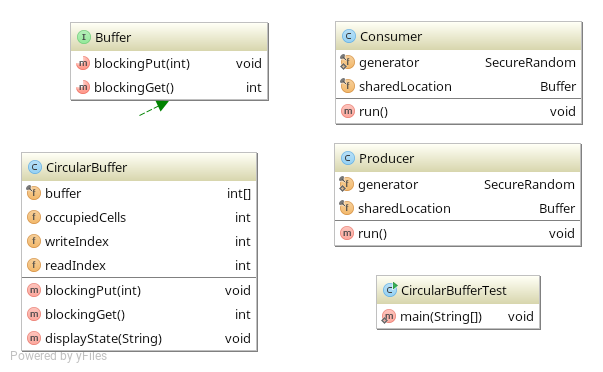 Buffer
blockingPut(int) void
blockingGet() int
Consumer
generator SecureRandom
sharedLocation Buffer
run() void
CircularBuffer
buffer int[]
occupiedCells int
writeIndex int
readIndex int
blockingPut(int) void
blockingGet() int
displayState(String) void
Producer
generator SecureRandom
sharedLocation Buffer
run() void
CircularBufferTest
main(String[]) void
Powered by yFiles